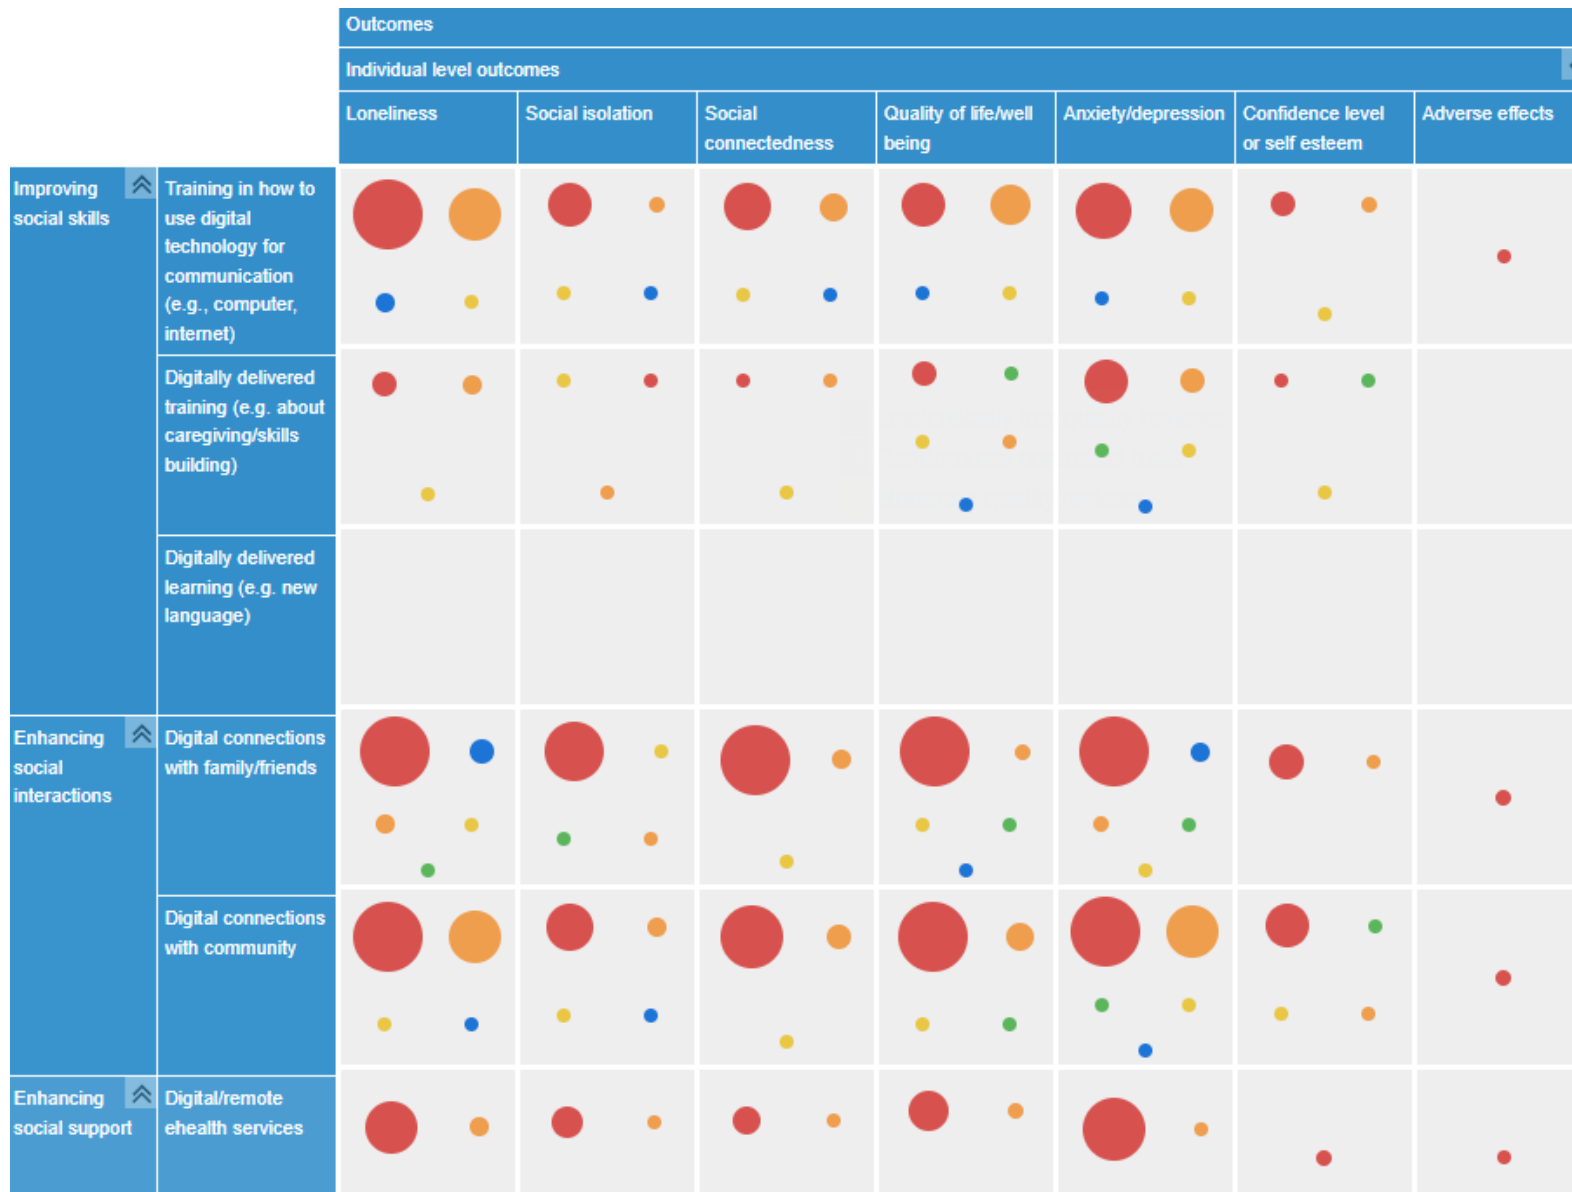 Outcomes
Individual level outcomes
Loneliness
Social isolation
Social
connectedness
Quality of life/well
being
Anxiety/depression
Confidence level
or self esteem
Adverse effects
Improving
social skills
Training in how to
use digital
technology for
communication
(e.g., computer,
internet)
Digitally delivered
training (e.g. about
caregiving/skills
building)
Digitally delivered
learning (e.g. new
language)
Enhancing
social
interactions
Digital connections
with family/friends
Digital connections
with community
Enhancing
social support
Digital/remote
ehealth services